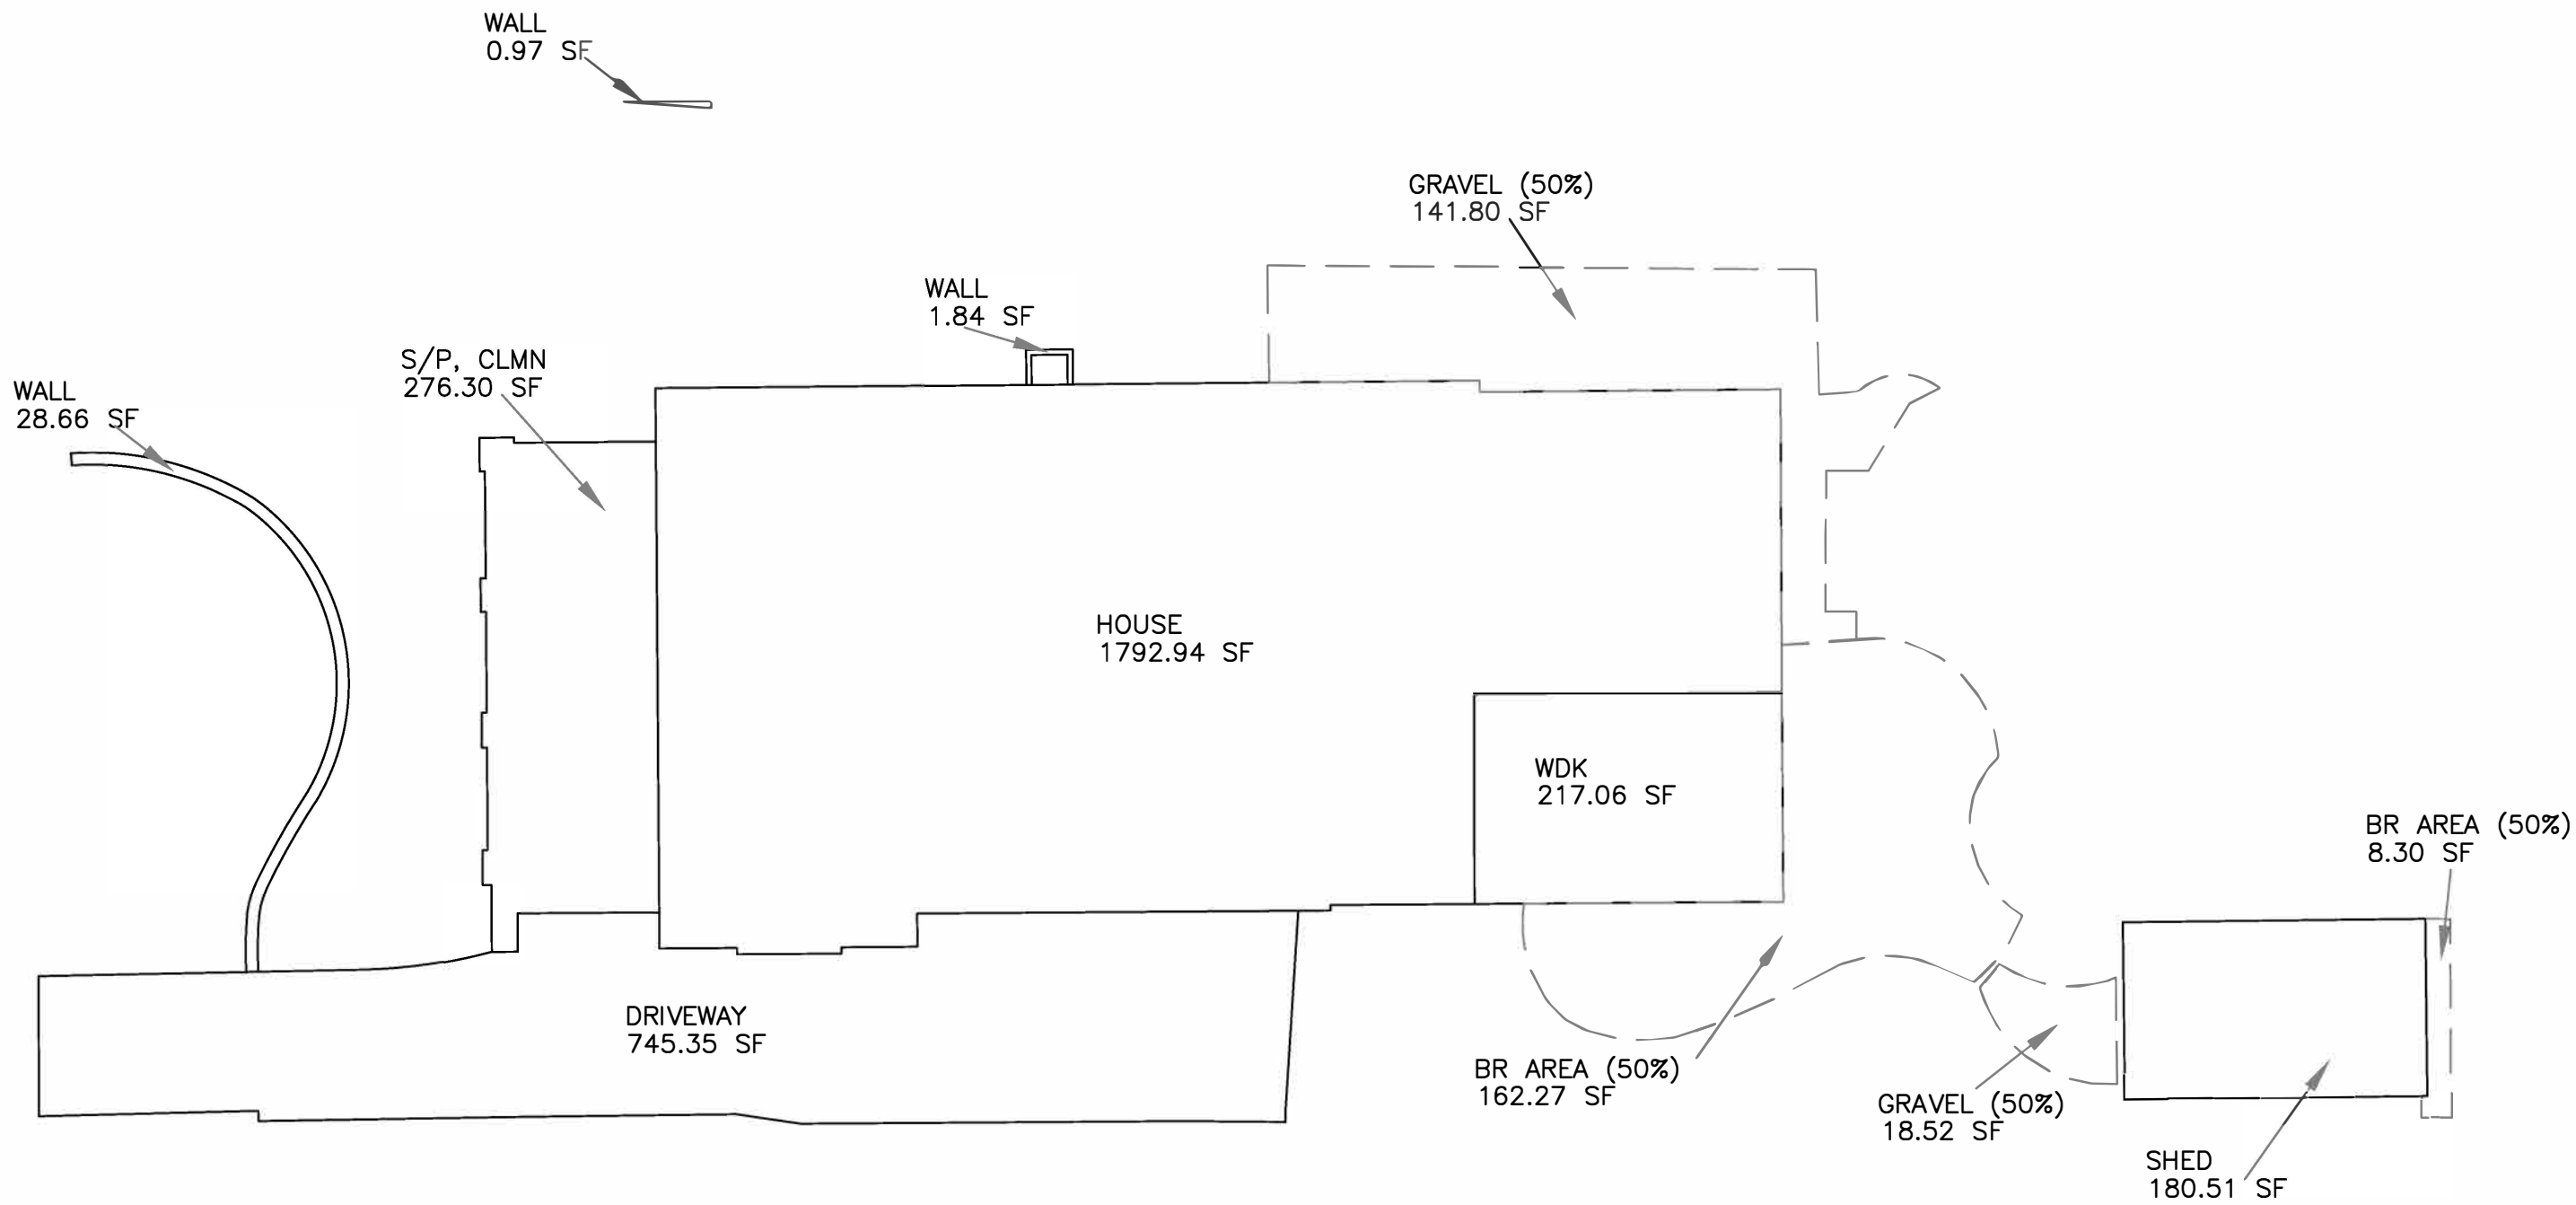 WALL
0.97 SF
GRAVEL (50%)
141.80 SF
WALL
1.84 SF
S/P, CLMN
276.30 SF
WALL
28.66 SF
HOUSE
1792.94 SF
WDK
217.06 SF
BR AREA (50%)
8.30 SF
DRIVEWAY
745.35 SF
BR AREA (50%)
162.27 SF
GRAVEL (50%)
18.52 SF
SHED
180.51 SF